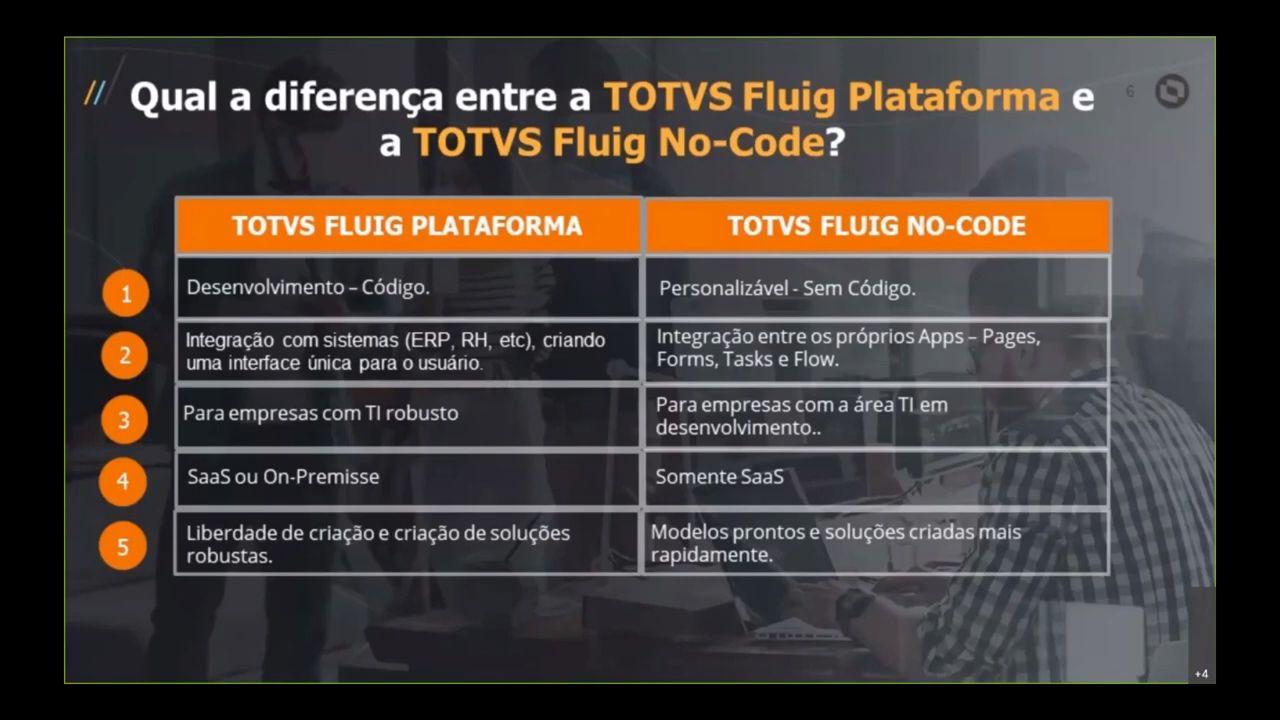 Qual a diferença entre a TOTVS Fluig Plataforma e
a TOTVS Fluig No-Code?
6
TOTVS FLUIG PLATAFORMA
TOTVS FLUIG NO-CODE
1
Desenvolvimento – Código.
Personalizável - Sem Código.
2
Integração com sistemas (ERP, RH, etc), criando
uma interface única para o usuário.
Integração entre os próprios Apps – Pages,
Forms, Tasks e Flow.
3
Para empresas com TI robusto
Para empresas com a área TI em
desenvolvimento..
4
SaaS ou On-Premisse
Somente SaaS
5
Liberdade de criação e criação de soluções
robustas.
Modelos prontos e soluções criadas mais
rapidamente.
+4